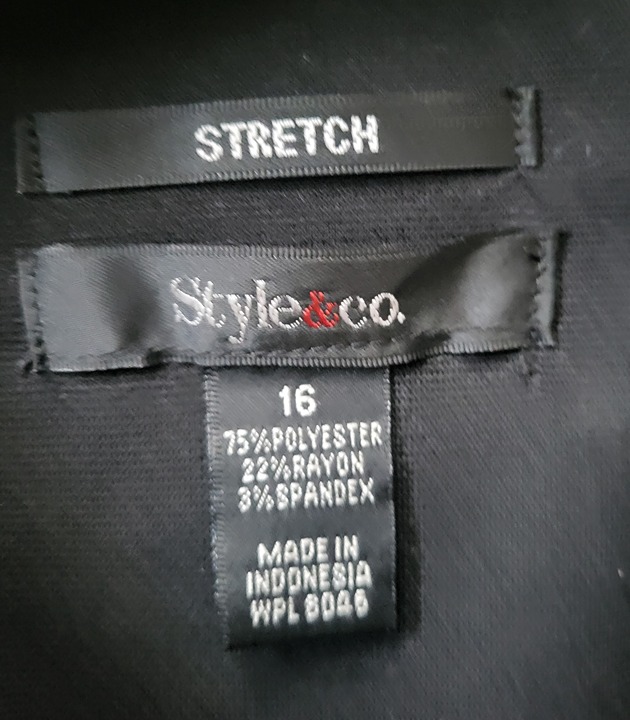 STRETCH
Style&co.
16
75%POLYESTER
22%RAYON
3%SPANDEX
MADE IN
INDONESIA
WPL 8046